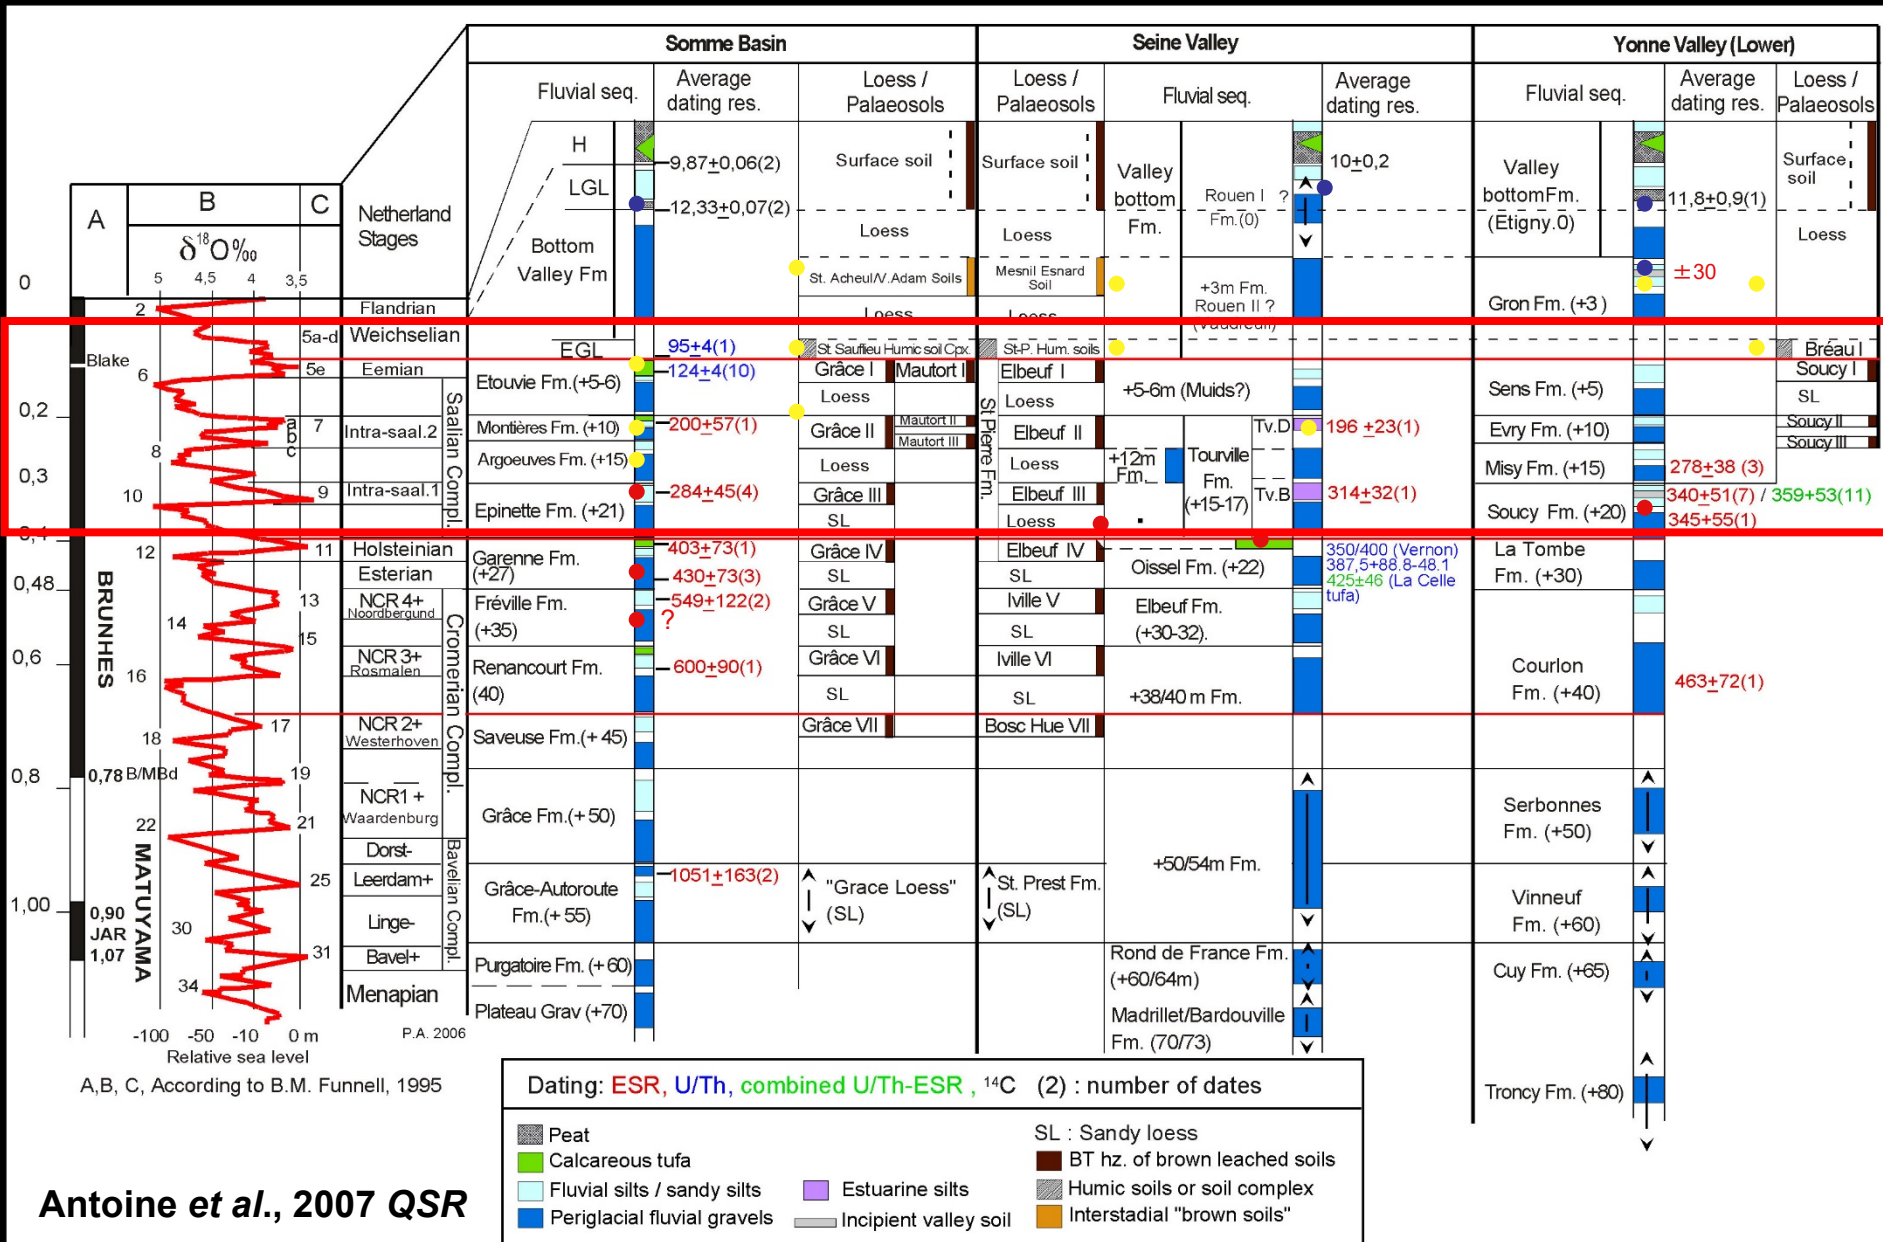 Somme Basin
Seine Valley
Yonne Valley (Lower)
Fluvial seq.
Average
dating res.
Loess /
Palaeosols
Loess /
Palaeosols
Fluvial seq.
Average
dating res.
Fluvial seq.
Average
dating res.
Loess /
Palaeosols
A
B
C
Netherland
Stages
δ¹⁸O‰
5 4,5 4 3,5
0
0,2
0,3
0,4
0,48
0,6
0,8
1,00
Blake
BRUNHES
0,78 B/MBd
MATUYAMA
0,90
JAR
1,07
2
5a-d
5e
6
7
a
b
c
8
9
10
11
12
13
14
15
16
17
18
19
21
22
25
30
31
34
-100 -50 -10 0 m
Relative sea level
P.A. 2006
A,B, C, According to B.M. Funnell, 1995
Flandrian
Weichselian
Eemian
Intra-saal.2
Intra-saal.1
Saalian Compl.
Holsteinian
Esterian
NCR 4+
Noordbergund
NCR 3+
Rosmalen
NCR 2+
Westerhoven
NCR1 +
Waardenburg
Cromerian Compl.
Dorst-
Leerdam+
Linge-
Bavel+
Bavelian Compl.
Menapian
H
LGL
Bottom
Valley Fm
EGL
Etouvie Fm.(+5-6)
Montières Fm. (+10)
Argoeuves Fm. (+15)
Epinette Fm. (+21)
Garenne Fm.
(+27)
Fréville Fm.
(+35)
Renancourt Fm.
(40)
Saveuse Fm.(+ 45)
Grâce Fm.(+ 50)
Grâce-Autoroute
Fm.(+ 55)
Purgatoire Fm. (+ 60)
Plateau Grav (+70)
9,87±0,06(2)
12,33±0,07(2)
95±4(1)
124±4(10)
200±57(1)
284±45(4)
403±73(1)
430±73(3)
549±122(2)
?
600±90(1)
1051±163(2)
Surface soil
Loess
St. Acheul/V.Adam Soils
Loess
St. Sauflieu Humic soil Cpx.
Grâce I
Mautort I
Loess
Grâce II
Mautort II
Mautort III
Loess
Grâce III
SL
Grâce IV
SL
Grâce V
SL
Grâce VI
SL
Grâce VII
"Grace Loess"
(SL)
Surface soil
Loess
Mesnil Esnard
Soil
Loess
St-P. Hum. soils
St Pierre Fm.
Elbeuf I
Loess
Elbeuf II
Loess
Elbeuf III
Loess
Elbeuf IV
SL
Iville V
SL
Iville VI
SL
Bosc Hue VII
St. Prest Fm.
(SL)
Valley
bottom
Fm.
Rouen I ?
Fm.(0)
+3m Fm.
Rouen II ?
(Vaudreuil)
+5-6m (Muids?)
+12m
Fm.
Tourville
Fm.
(+15-17)
Tv.D
Tv.B
Oissel Fm. (+22)
Elbeuf Fm.
(+30-32).
+38/40 m Fm.
+50/54m Fm.
Rond de France Fm.
(+60/64m)
Madrillet/Bardouville
Fm. (70/73)
10±0,2
196 ±23(1)
314±32(1)
350/400 (Vernon)
387,5+88.8-48.1
425±46 (La Celle
tufa)
Valley
bottomFm.
(Etigny.0)
Gron Fm. (+3 )
Sens Fm. (+5)
Evry Fm. (+10)
Misy Fm. (+15)
Soucy Fm. (+20)
La Tombe
Fm. (+30)
Courlon
Fm. (+40)
Serbonnes
Fm. (+50)
Vinneuf
Fm. (+60)
Cuy Fm. (+65)
Troncy Fm. (+80)
11,8±0,9(1)
±30
278±38 (3)
340±51(7) / 359±53(11)
345±55(1)
463±72(1)
Surface
soil
Loess
Bréau I
Soucy I
SL
Soucy II
Soucy III
Dating: ESR, U/Th, combined U/Th-ESR , ¹⁴C (2) : number of dates
Peat
Calcareous tufa
Fluvial silts / sandy silts
Periglacial fluvial gravels
Estuarine silts
Incipient valley soil
SL : Sandy loess
BT hz. of brown leached soils
Humic soils or soil complex
Interstadial "brown soils"
Antoine et al., 2007 QSR